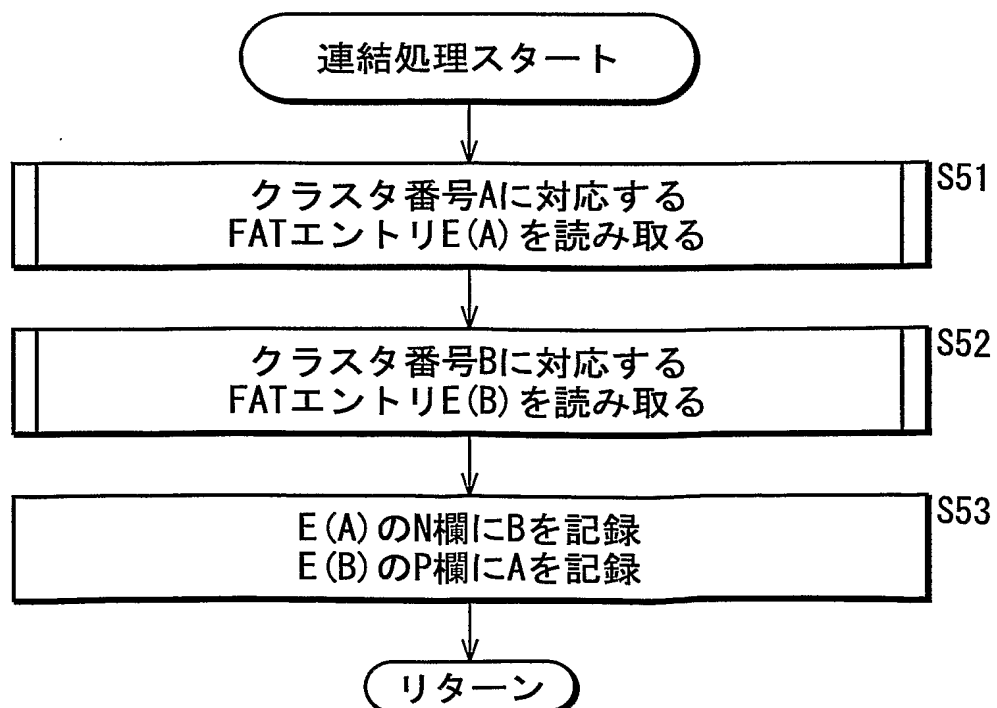 連結処理スタート
S51
クラスタ番号Aに対応する
FATエントリE(A)を読み取る
S52
クラスタ番号Bに対応する
FATエントリE(B)を読み取る
S53
E(A)のN欄にBを記録
E(B)のP欄にAを記録
リターン